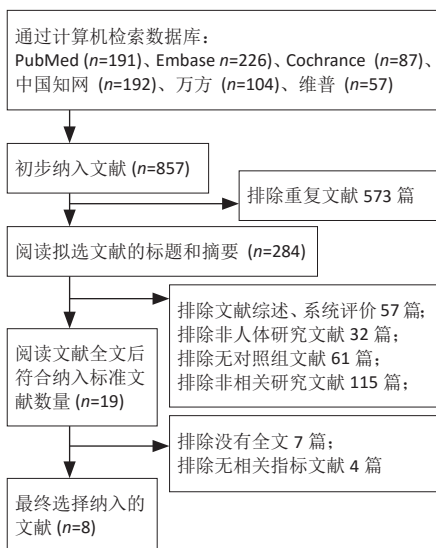 通过计算机检索数据库：
PubMed (n=191)、Embase n=226)、Cochrance (n=87)、
中国知网 (n=192)、万方 (n=104)、维普 (n=57)
初步纳入文献 (n=857)
排除重复文献 573 篇
阅读拟选文献的标题和摘要 (n=284)
排除文献综述、系统评价 57 篇；
排除非人体研究文献 32 篇；
排除无对照组文献 61 篇；
排除非相关研究文献 115 篇；
阅读文献全文后
符合纳入标准文
献数量 (n=19)
排除没有全文 7 篇；
排除无相关指标文献 4 篇
最终选择纳入的
文献 (n=8)